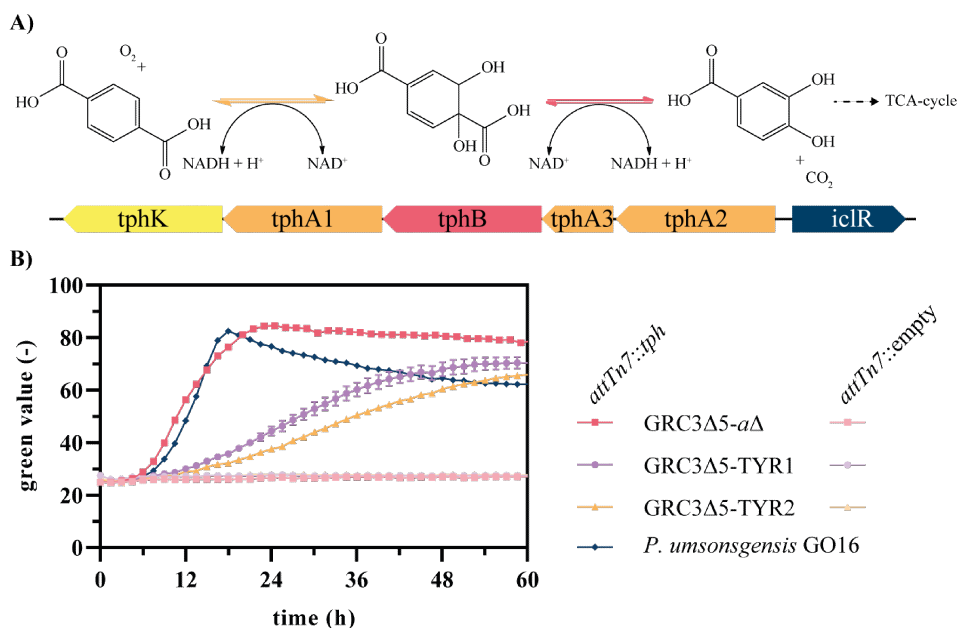 A)
O
HO
O₂
+
OH
O
NADH + H⁺
NAD⁺
O
HO
OH
OH
O
OH
NAD⁺
NADH + H⁺
O
HO
OH
OH
+
CO₂
TCA-cycle
tphK
tphA1
tphB
tphA3
tphA2
iclR
B)
green value (-)
100
80
60
40
20
0
0
12
24
36
48
60
time (h)
attTn7::tph
attTn7::empty
GRC3Δ5-aΔ
GRC3Δ5-TYR1
GRC3Δ5-TYR2
P. umsonsgensis GO16